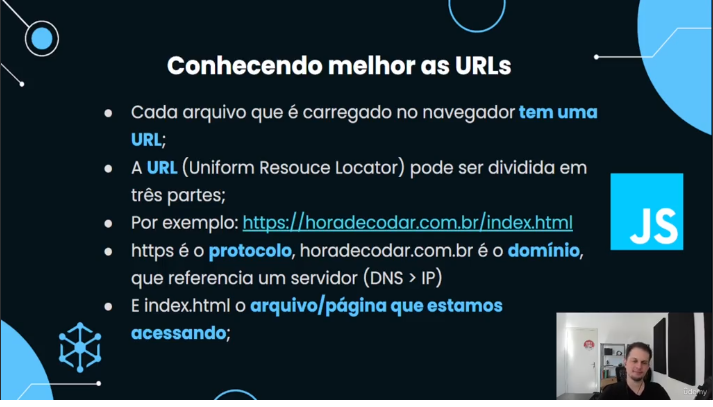 Conhecendo melhor as URLs
● Cada arquivo que é carregado no navegador tem uma
URL;
● A URL (Uniform Resouce Locator) pode ser dividida em
três partes;
● Por exemplo: https://horadecodar.com.br/index.html
● https é o protocolo, horadecodar.com.br é o domínio,
que referencia um servidor (DNS > IP)
● E index.html o arquivo/página que estamos
acessando;
JS
udemy